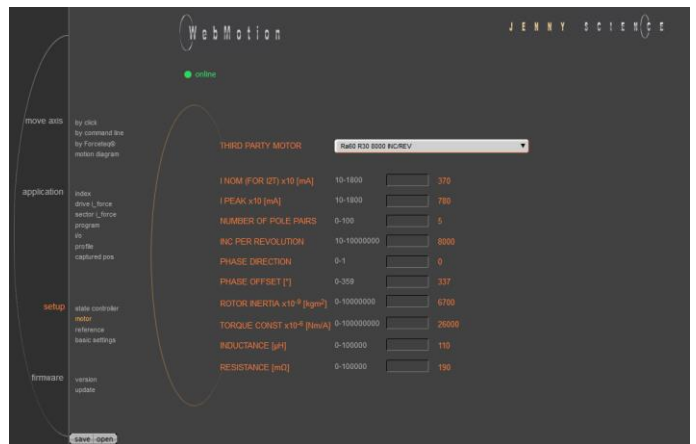 WebMotion
JENNY SCIENCE
online
move axis
by click
by command line
by Forceteq®
motion diagram
THIRD PARTY MOTOR
Re60 R30 8000 INC/REV
I NOM (FOR I2T) x10 [mA] 10-1800 370
I PEAK x10 [mA] 10-1800 780
NUMBER OF POLE PAIRS 0-100 5
INC PER REVOLUTION 10-10000000 8000
PHASE DIRECTION 0-1 0
PHASE OFFSET [°] 0-359 337
ROTOR INERTIA x10⁻⁹ [kgm²] 0-10000000 6700
TORQUE CONST x10⁻⁶ [Nm/A] 0-100000000 26000
INDUCTANCE [µH] 0-100000 110
RESISTANCE [mΩ] 0-100000 190
application
index
drive i_force
sector i_force
program
i/o
profile
captured pos
setup
state controller
motor
reference
basic settings
firmware
version
update
save open